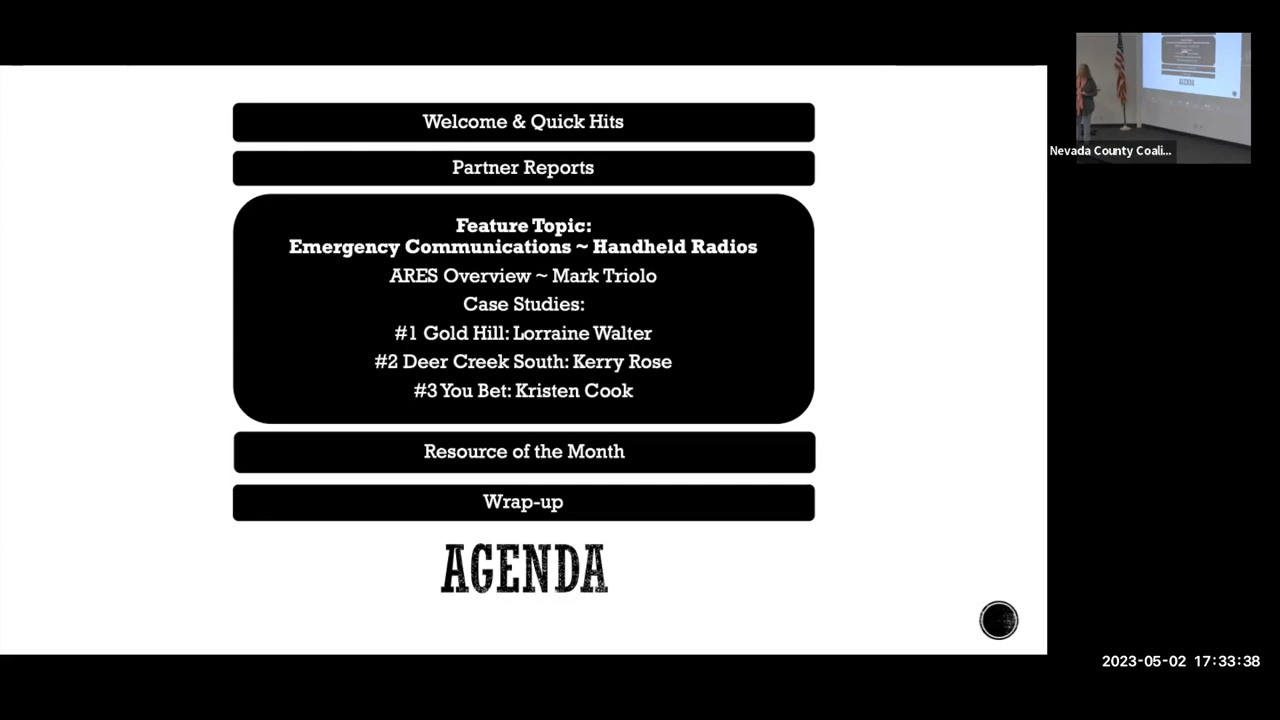 Welcome & Quick Hits
Partner Reports
Feature Topic:
Emergency Communications ~ Handheld Radios
ARES Overview ~ Mark Triolo
Case Studies:
#1 Gold Hill: Lorraine Walter
#2 Deer Creek South: Kerry Rose
#3 You Bet: Kristen Cook
Resource of the Month
Wrap-up
AGENDA
Nevada County Coali...
AGENDA
2023-05-02 17:33:38